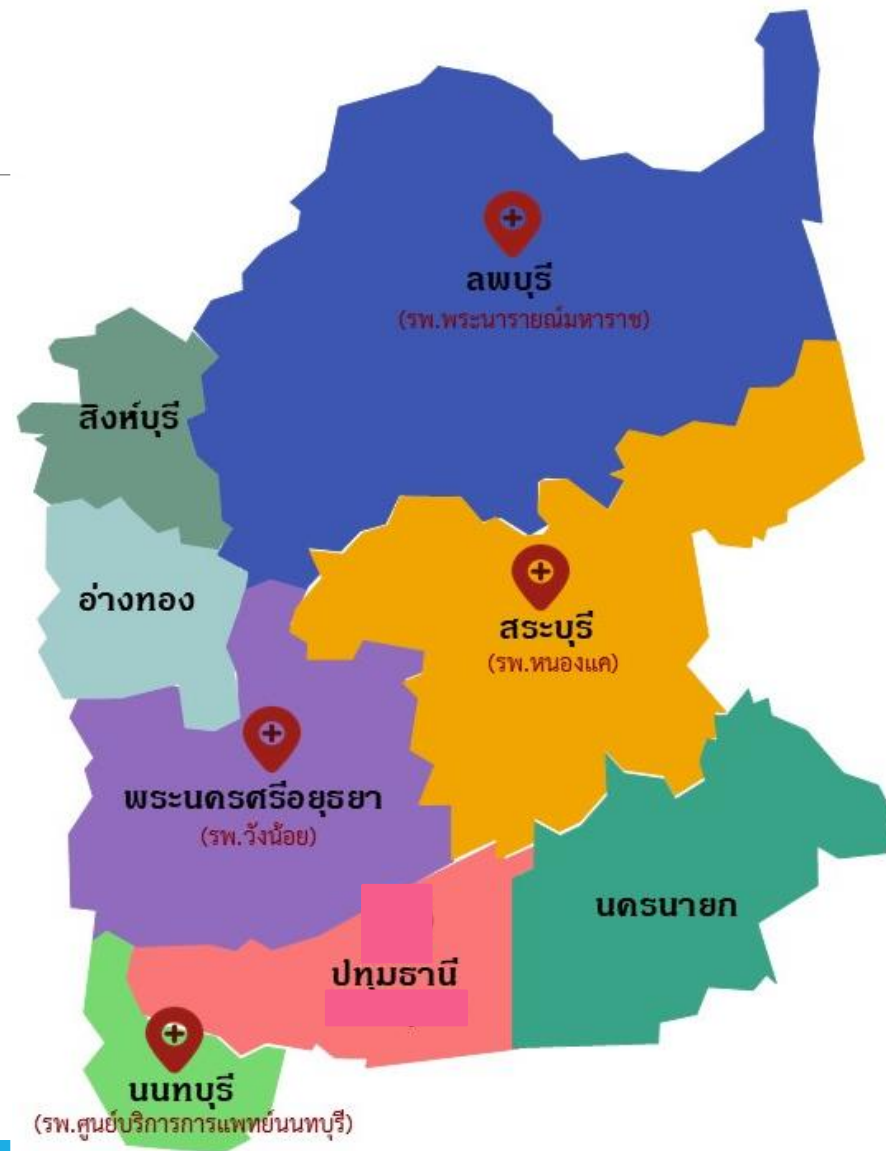 ลพบุรี
(รพ.พระนารายณ์มหาราช)
สิงห์บุรี
อ่างทอง
สระบุรี
(รพ.หนองแค)
พระนครศรีอยุธยา
(รพ.วังน้อย)
นครนายก
ปทุมธานี
นนทบุรี
(รพ.ศูนย์บริการการแพทย์นนทบุรี)